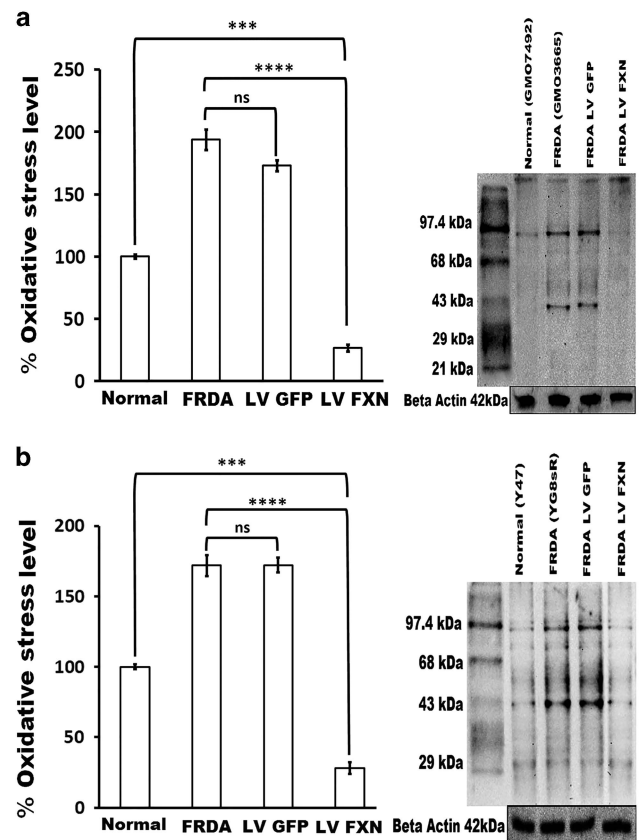 a
% Oxidative stress level
250
200
150
100
50
0
***
****
ns
Normal FRDA LV GFP LV FXN
Normal (GMO7492)
FRDA (GMO3665)
FRDA LV GFP
FRDA LV FXN
97.4 kDa
68 kDa
43 kDa
29 kDa
21 kDa
Beta Actin 42kDa
b
% Oxidative stress level
200
150
100
50
0
***
****
ns
Normal FRDA LV GFP LV FXN
Normal (Y47)
FRDA (YG8sR)
FRDA LV GFP
FRDA LV FXN
97.4 kDa
68 kDa
43 kDa
29 kDa
Beta Actin 42kDa